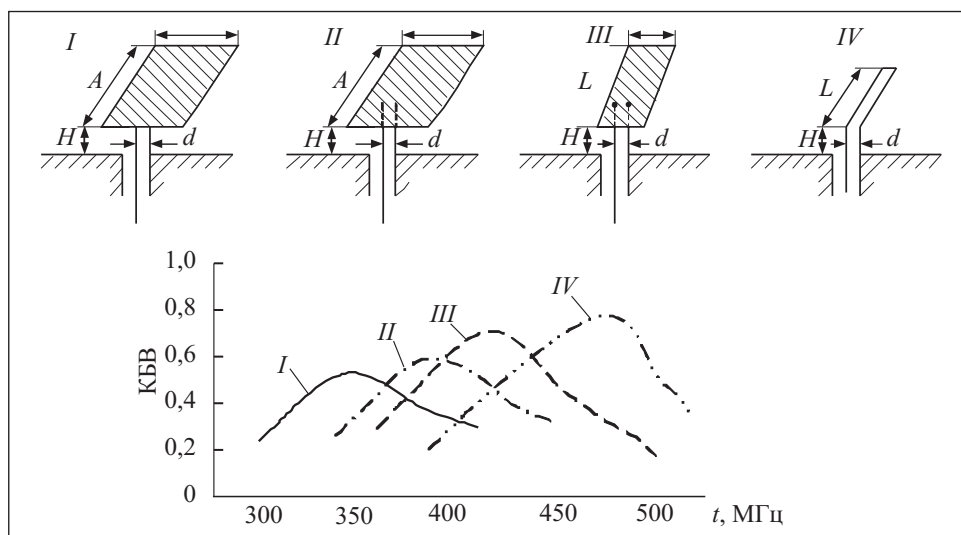 I II III IV
A A L L
H d H d H d H d
1,0
0,8
0,6
0,4
0,2
0
КБВ
I II III IV
300 350 400 450 500 t, МГц